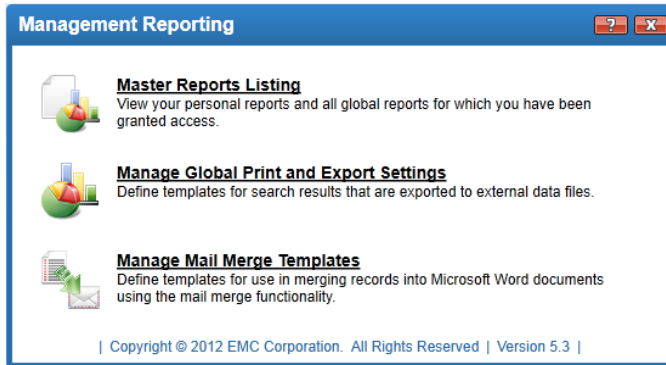 Management Reporting
? X
Master Reports Listing
View your personal reports and all global reports for which you have been
granted access.
Manage Global Print and Export Settings
Define templates for search results that are exported to external data files.
Manage Mail Merge Templates
Define templates for use in merging records into Microsoft Word documents
using the mail merge functionality.
| Copyright © 2012 EMC Corporation. All Rights Reserved | Version 5.3 |